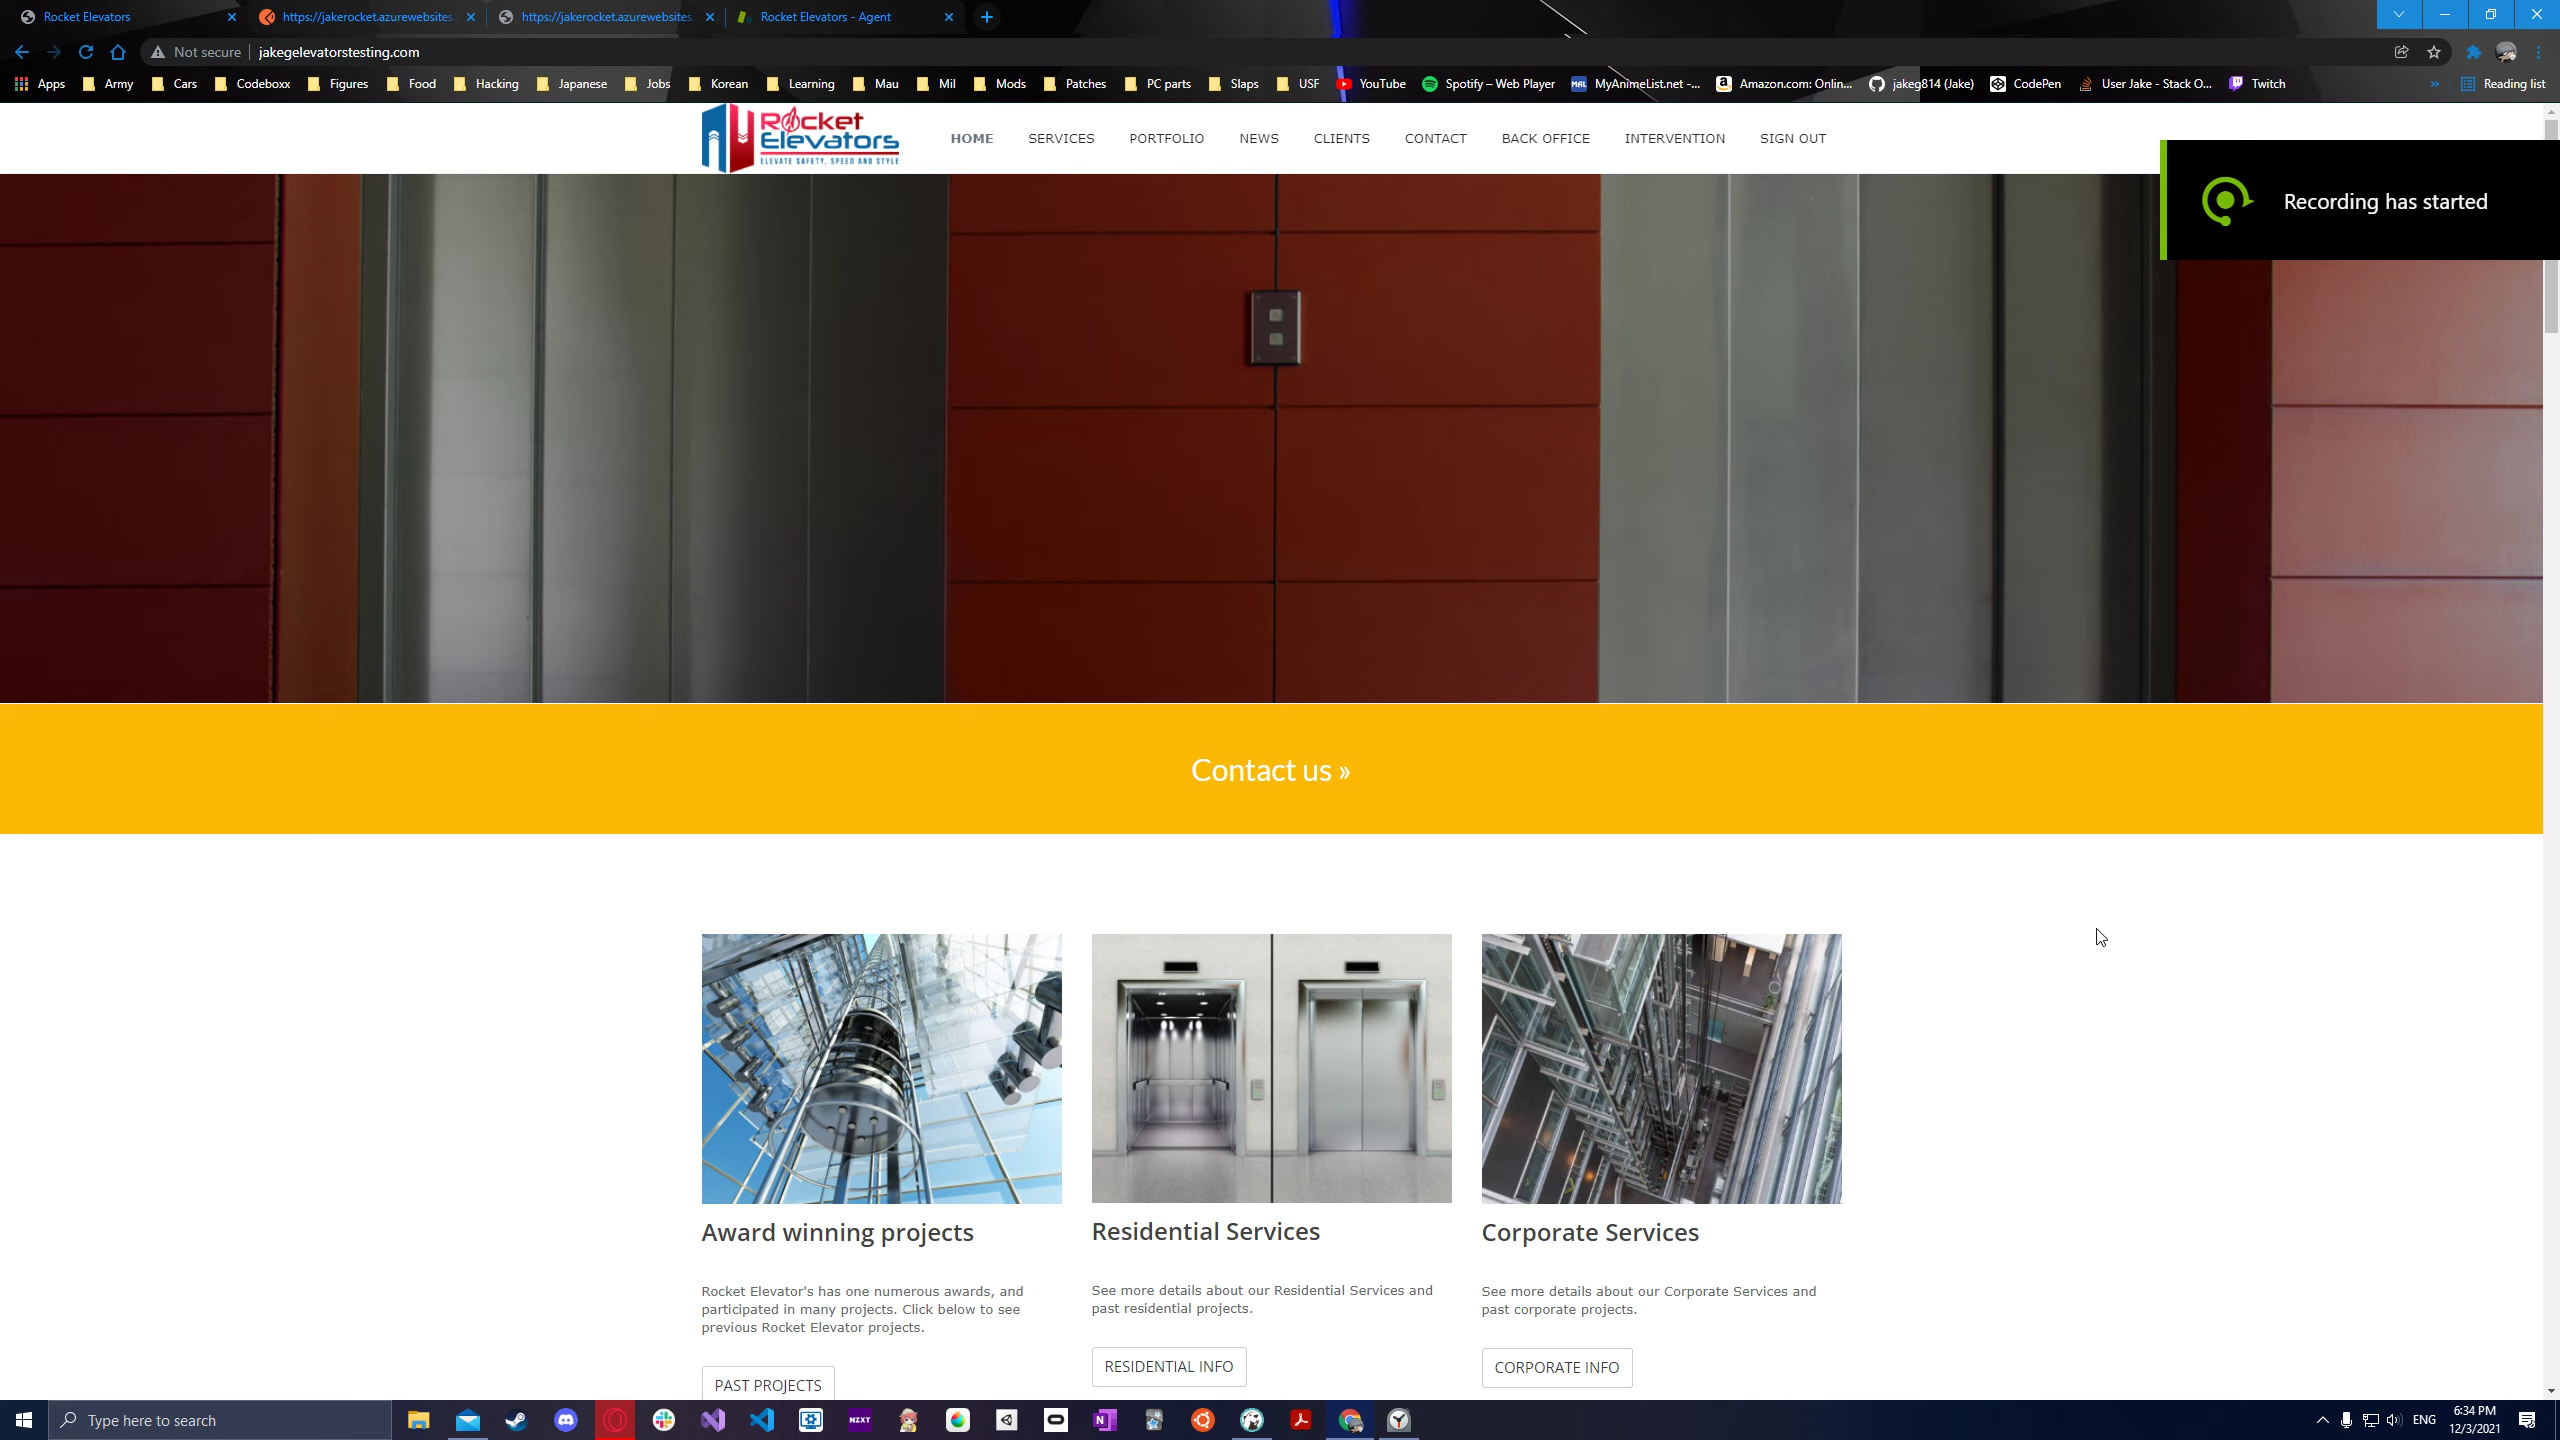 Rocket Elevators
https://jakerocket.azurewebsites.
https://jakerocket.azurewebsites.
Rocket Elevators - Agent
Not secure
jakegelevatorstesting.com
Apps
Army
Cars
Codeboxx
Figures
Food
Hacking
Japanese
Jobs
Korean
Learning
Mau
Mil
Mods
Patches
PC parts
Slaps
USF
YouTube
Spotify – Web Player
MAL
MyAnimeList.net -...
Amazon.com: Onlin...
jakeg814 (Jake)
CodePen
User Jake - Stack O...
Twitch
»
Reading list
Rocket
Elevators
ELEVATE SAFETY, SPEED AND STYLE
HOME
SERVICES
PORTFOLIO
NEWS
CLIENTS
CONTACT
BACK OFFICE
INTERVENTION
SIGN OUT
Recording has started
Contact us »
Award winning projects
Rocket Elevator's has one numerous awards, and
participated in many projects. Click below to see
previous Rocket Elevator projects.
PAST PROJECTS
Residential Services
See more details about our Residential Services and
past residential projects.
RESIDENTIAL INFO
Corporate Services
See more details about our Corporate Services and
past corporate projects.
CORPORATE INFO
Type here to search
NZXT
ENG
6:34 PM
12/3/2021